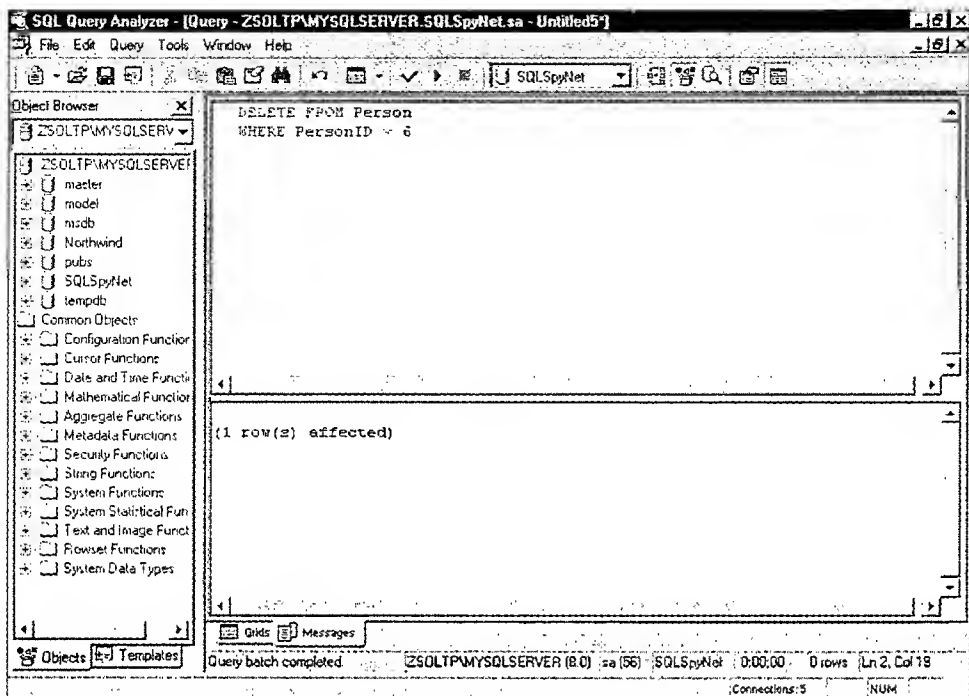 SQL Query Analyzer - [Query - ZSOLTP\MYSQLSERVER.SQLSpyNet.sa - Untitled5*]
File Edit Query Tools Window Help
SQLSpyNet
Object Browser
ZSOLTP\MYSQLSERV
ZSOLTP\MYSQLSERVER
master
model
msdb
Northwind
pubs
SQLSpyNet
tempdb
Common Objects
Configuration Function
Cursor Functions
Date and Time Functi
Mathematical Function
Aggregate Functions
Metadata Functions
Security Functions
String Functions
System Functions
System Statistical Fun
Text and Image Funct
Rowset Functions
System Data Types
Objects Templates
DELETE FROM Person
WHERE PersonID = 6
(1 row(s) affected)
Grids Messages
Query batch completed. ZSOLTP\MYSQLSERVER (8.0) sa (56) SQLSpyNet 0:00:00 0 rows Ln 2, Col 19
Connections: 5 NUM